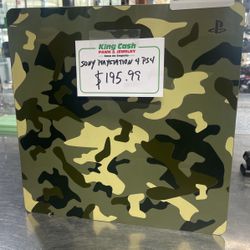 King Cash
PAWN & JEWELRY
SONY PLAYSTATION 4 PS4
$195.99